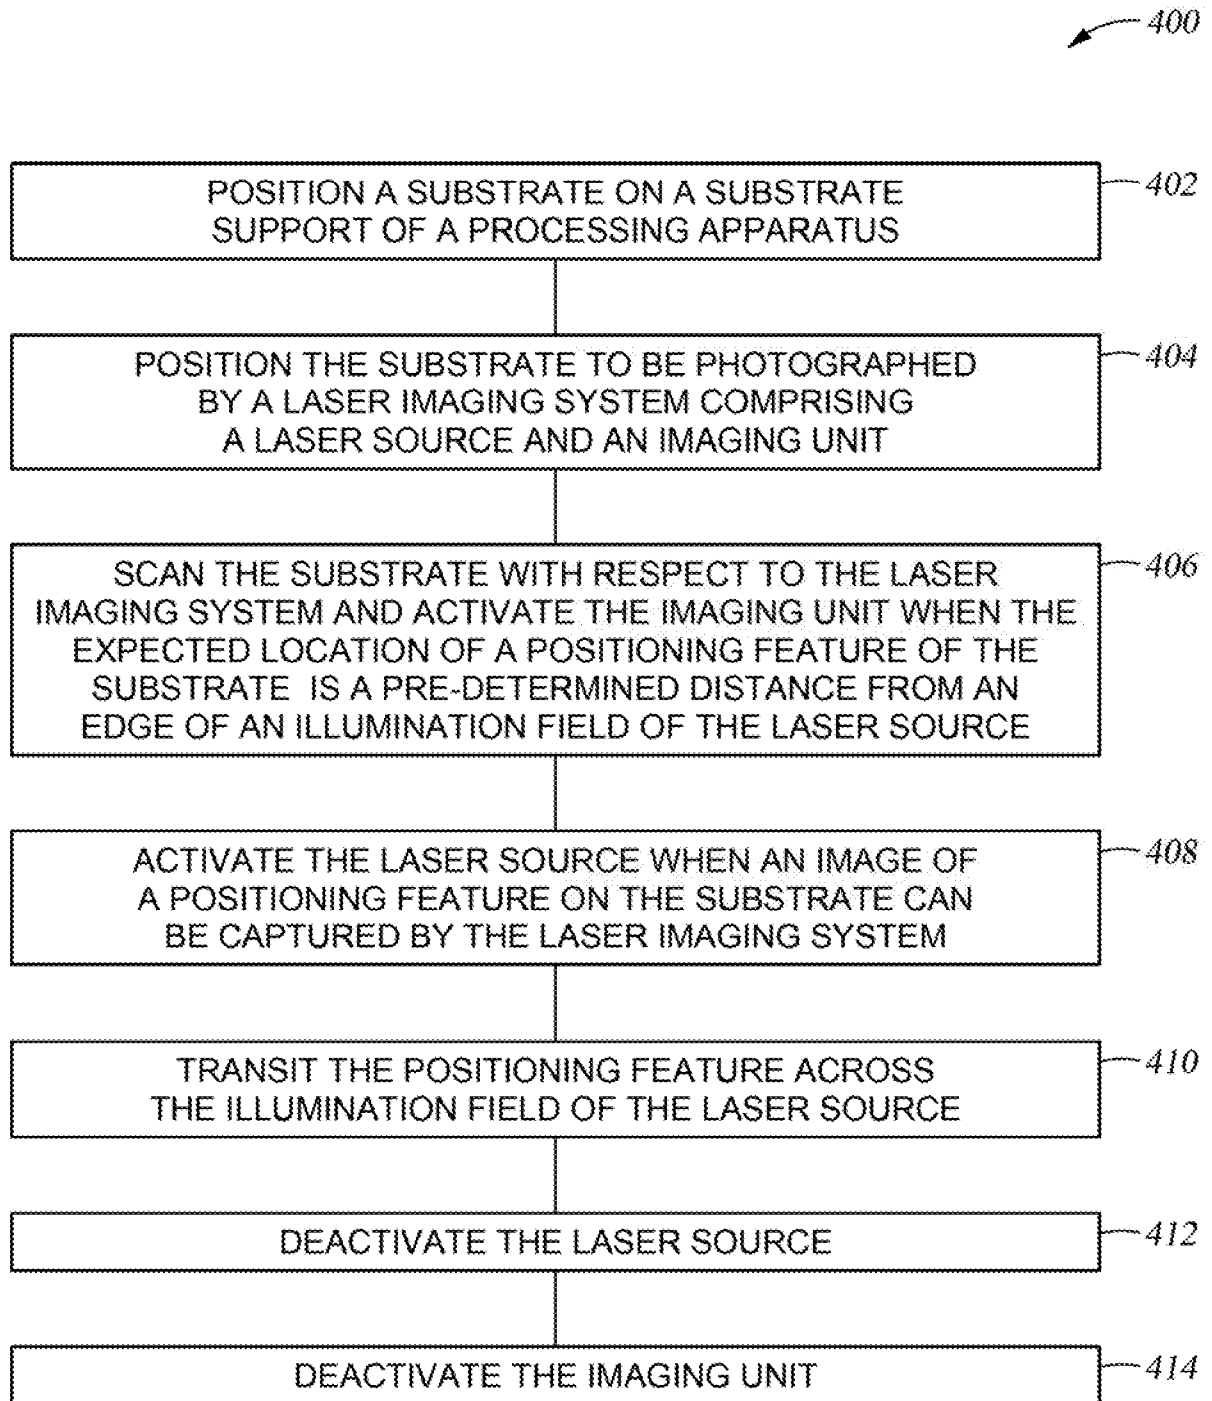 400
POSITION A SUBSTRATE ON A SUBSTRATE
SUPPORT OF A PROCESSING APPARATUS
402
POSITION THE SUBSTRATE TO BE PHOTOGRAPHED
BY A LASER IMAGING SYSTEM COMPRISING
A LASER SOURCE AND AN IMAGING UNIT
404
SCAN THE SUBSTRATE WITH RESPECT TO THE LASER
IMAGING SYSTEM AND ACTIVATE THE IMAGING UNIT WHEN THE
EXPECTED LOCATION OF A POSITIONING FEATURE OF THE
SUBSTRATE IS A PRE-DETERMINED DISTANCE FROM AN
EDGE OF AN ILLUMINATION FIELD OF THE LASER SOURCE
406
ACTIVATE THE LASER SOURCE WHEN AN IMAGE OF
A POSITIONING FEATURE ON THE SUBSTRATE CAN
BE CAPTURED BY THE LASER IMAGING SYSTEM
408
TRANSIT THE POSITIONING FEATURE ACROSS
THE ILLUMINATION FIELD OF THE LASER SOURCE
410
DEACTIVATE THE LASER SOURCE
412
DEACTIVATE THE IMAGING UNIT
414